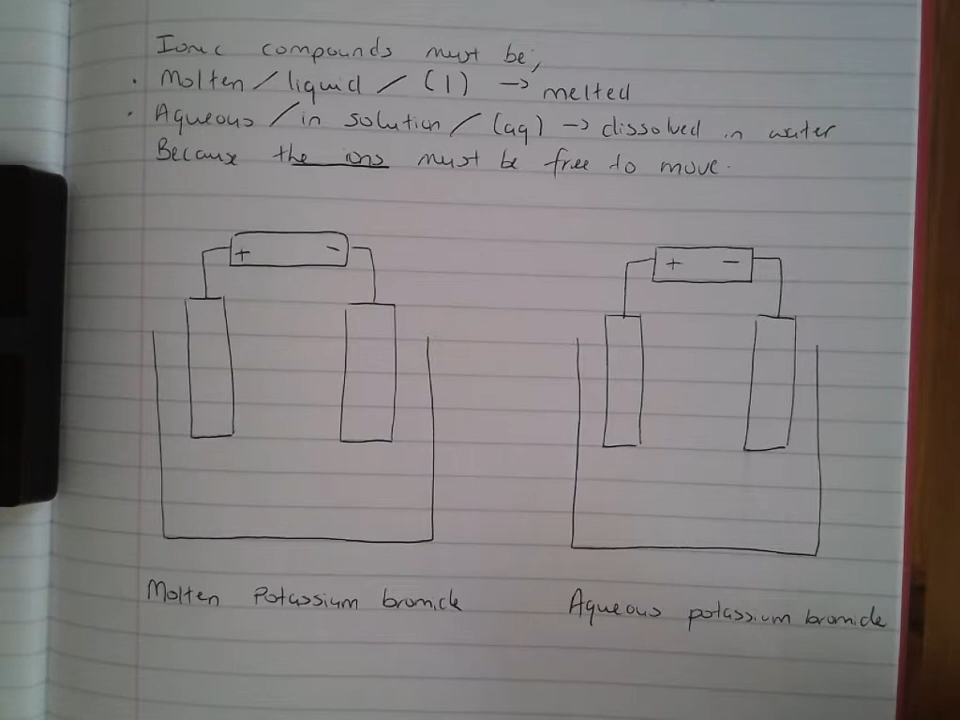 Ionic compounds must be;
· Molten / liquid / (l) → melted
· Aqueous / in solution / (aq) → dissolved in water
Because the ions must be free to move.
+ −
+ −
Molten Potassium bromide
Aqueous potassium bromide